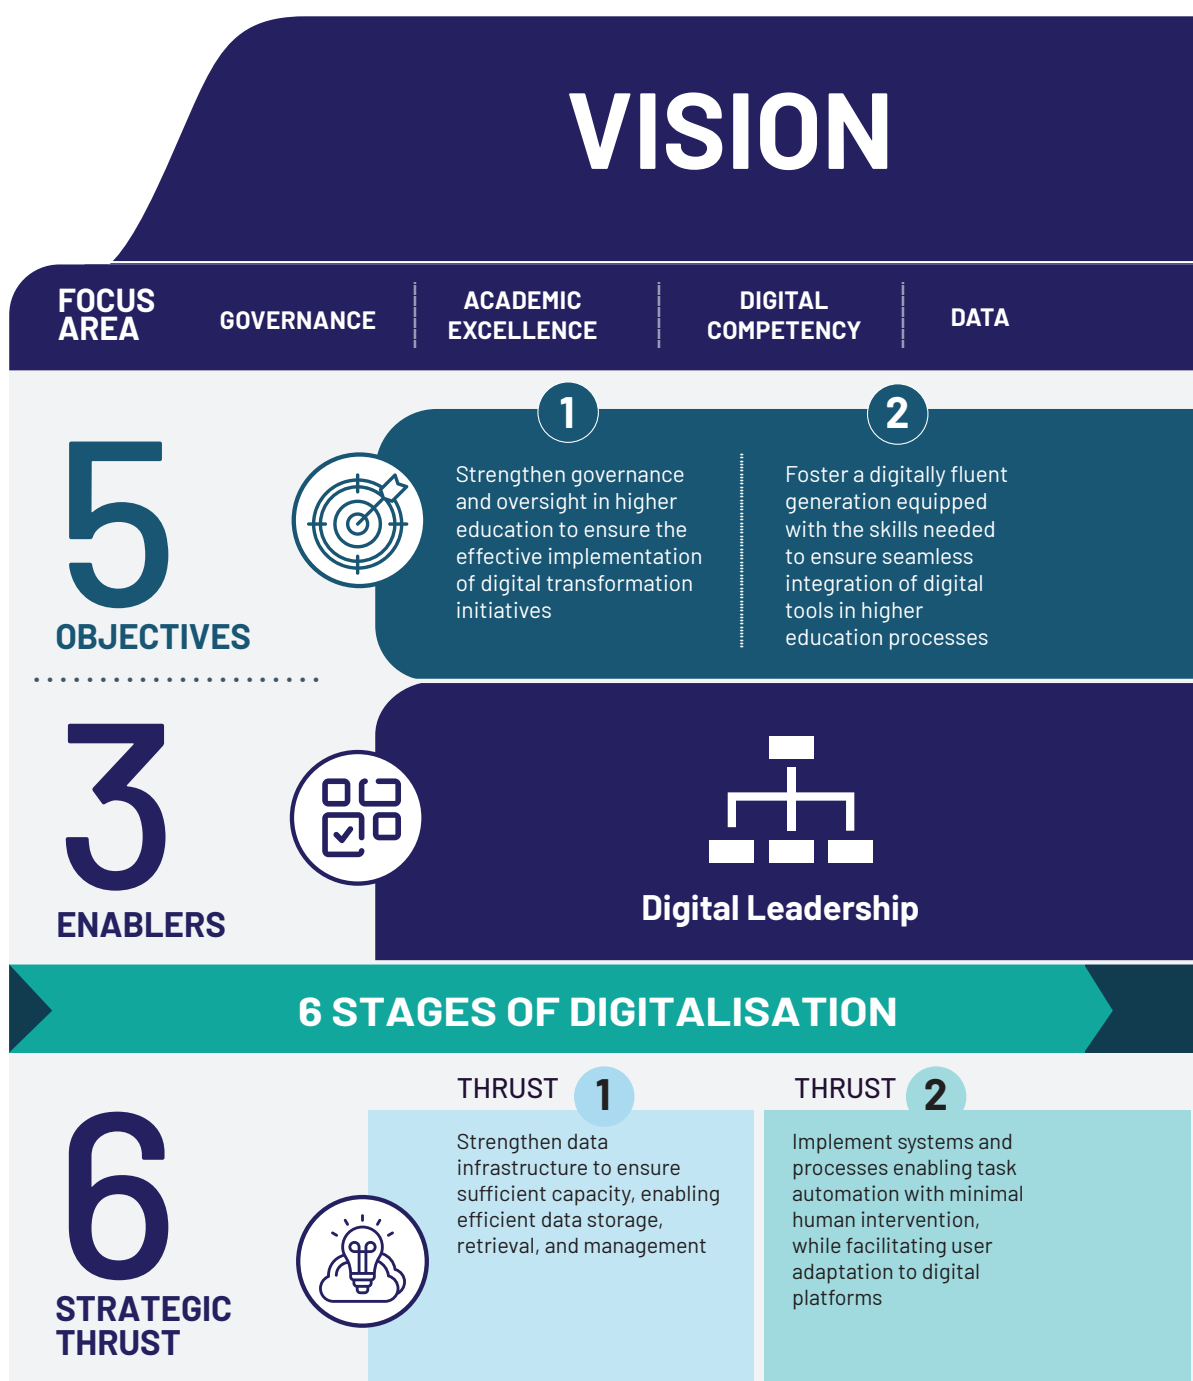 VISION
FOCUS
AREA
GOVERNANCE
ACADEMIC
EXCELLENCE
DIGITAL
COMPETENCY
DATA
5
OBJECTIVES
1
Strengthen governance
and oversight in higher
education to ensure the
effective implementation
of digital transformation
initiatives
2
Foster a digitally fluent
generation equipped
with the skills needed
to ensure seamless
integration of digital
tools in higher
education processes
3
ENABLERS
Digital Leadership
6 STAGES OF DIGITALISATION
6
STRATEGIC
THRUST
THRUST 1
Strengthen data
infrastructure to ensure
sufficient capacity, enabling
efficient data storage,
retrieval, and management
THRUST 2
Implement systems and
processes enabling task
automation with minimal
human intervention,
while facilitating user
adaptation to digital
platforms